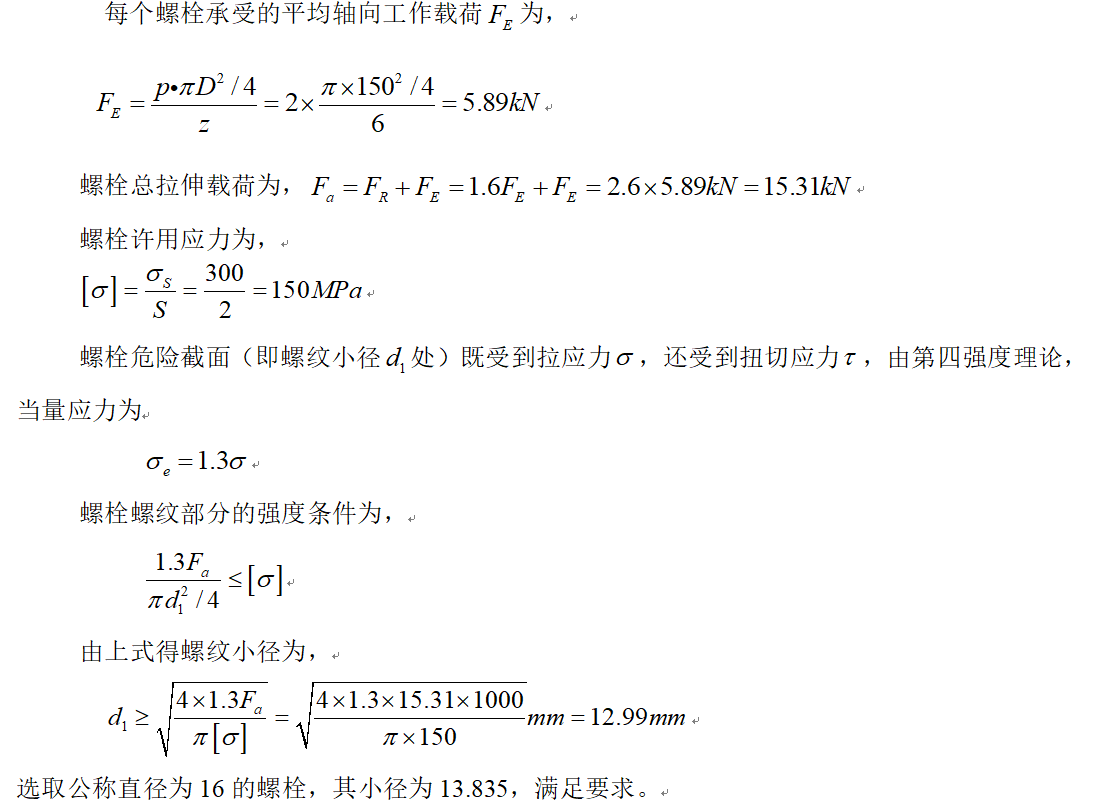 每个螺栓承受的平均轴向工作载荷 F_E 为，
F_E = (p•πD² / 4) / z = 2 × (π×150² / 4) / 6 = 5.89kN
螺栓总拉伸载荷为，F_a = F_R + F_E = 1.6F_E + F_E = 2.6×5.89kN = 15.31kN
螺栓许用应力为，
[σ] = σ_S / S = 300 / 2 = 150MPa
螺栓危险截面（即螺纹小径 d₁ 处）既受到拉应力 σ，还受到扭切应力 τ，由第四强度理论，
当量应力为
σ_e = 1.3σ
螺栓螺纹部分的强度条件为，
1.3F_a / (πd₁² / 4) ≤ [σ]
由上式得螺纹小径为，
d₁ ≥ √(4×1.3F_a / π[σ]) = √(4×1.3×15.31×1000 / π×150) mm = 12.99mm
选取公称直径为 16 的螺栓，其小径为 13.835，满足要求。